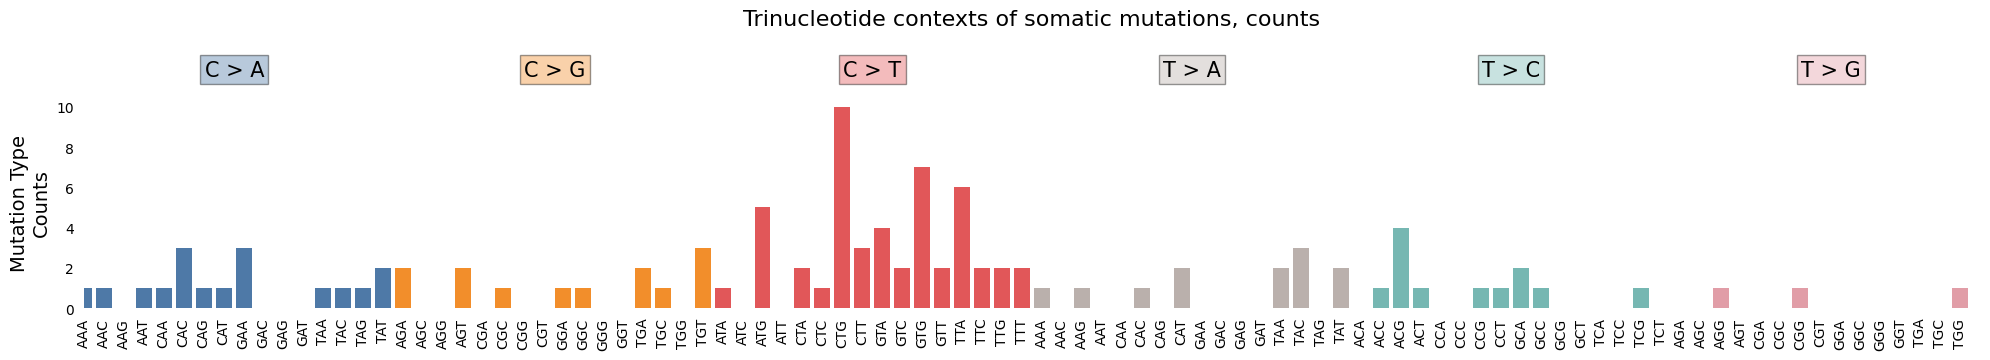 Trinucleotide contexts of somatic mutations, counts
C > A C > G C > T T > A T > C T > G
Mutation Type
Counts
10
8
6
4
2
0
AAA AAC AAG AAT CAA CAC CAG CAT GAA GAC GAG GAT TAA TAC TAG TAT AGA AGC AGG AGT CGA CGC CGG CGT GGA GGC GGG GGT TGA TGC TGG TGT ATA ATC ATG ATT CTA CTC CTG CTT GTA GTC GTG GTT TTA TTC TTG TTT AAA AAC AAG AAT CAA CAC CAG CAT GAA GAC GAG GAT TAA TAC TAG TAT ACA ACC ACG ACT CCA CCC CCG CCT GCA GCC GCG GCT TCA TCC TCG TCT AGA AGC AGG AGT CGA CGC CGG CGT GGA GGC GGG GGT TGA TGC TGG